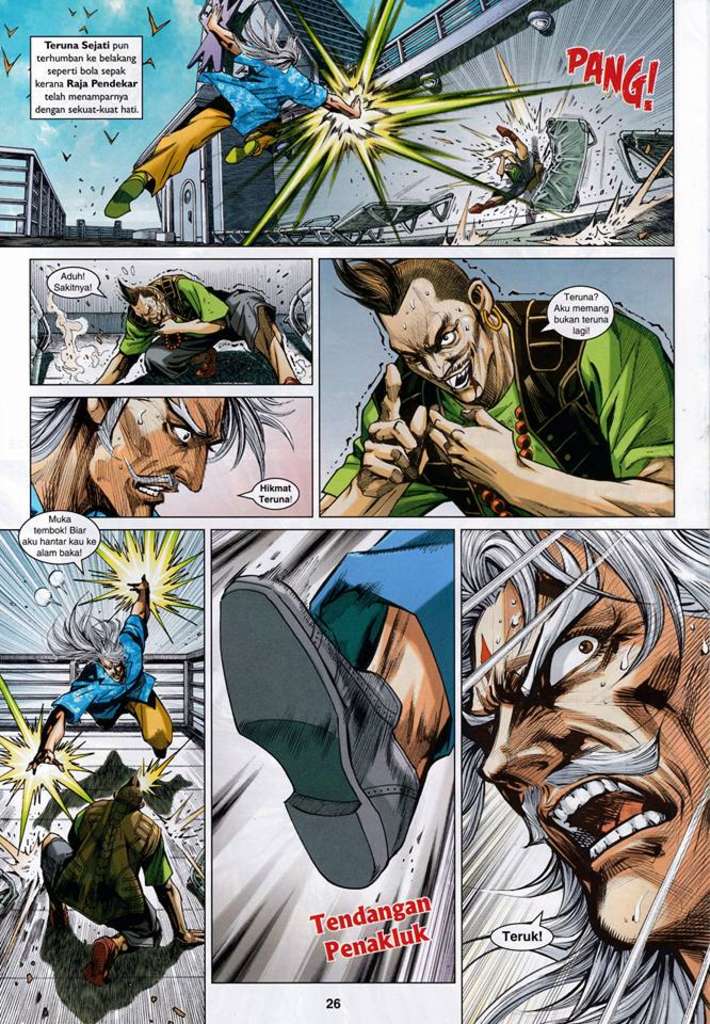 Teruna Sejati pun
terhumban ke belakang
seperti bola sepak
kerana Raja Pendekar
telah menamparnya
dengan sekuat-kuat hati.
PANG!
Aduh!
Sakitnya!
Teruna?
Aku memang
bukan teruna
lagi!
Hikmat
Teruna!
Muka
tembok! Biar
aku hantar kau ke
alam baka!
Tendangan
Penakluk
Teruk!
26